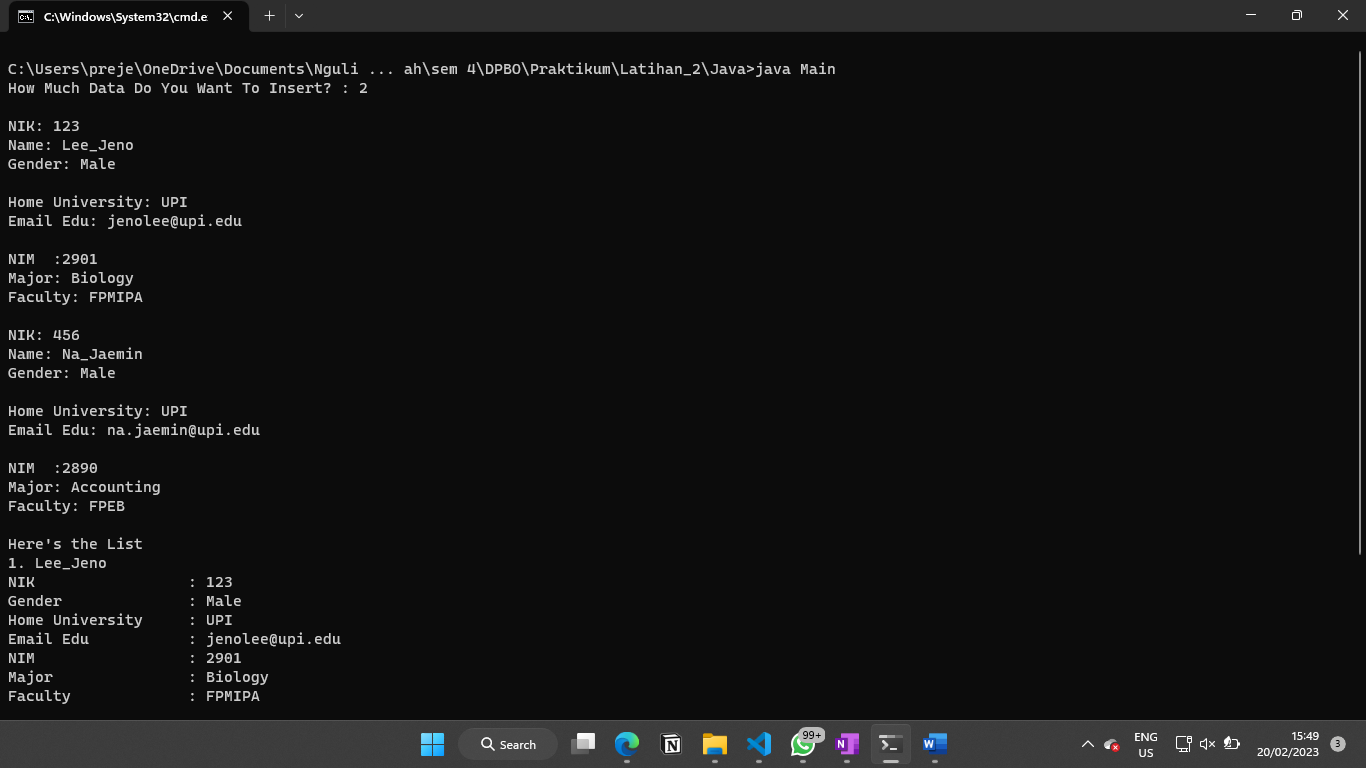 C:\Windows\System32\cmd.e
C:\Users\preje\OneDrive\Documents\Nguli ... ah\sem 4\DPBO\Praktikum\Latihan_2\Java>java Main
How Much Data Do You Want To Insert? : 2
NIK: 123
Name: Lee_Jeno
Gender: Male
Home University: UPI
Email Edu: jenolee@upi.edu
NIM  :2901
Major: Biology
Faculty: FPMIPA
NIK: 456
Name: Na_Jaemin
Gender: Male
Home University: UPI
Email Edu: na.jaemin@upi.edu
NIM  :2890
Major: Accounting
Faculty: FPEB
Here's the List
1. Lee_Jeno
NIK                 : 123
Gender              : Male
Home University     : UPI
Email Edu           : jenolee@upi.edu
NIM                 : 2901
Major               : Biology
Faculty             : FPMIPA
Search
99+
ENG
US
15:49
20/02/2023
3